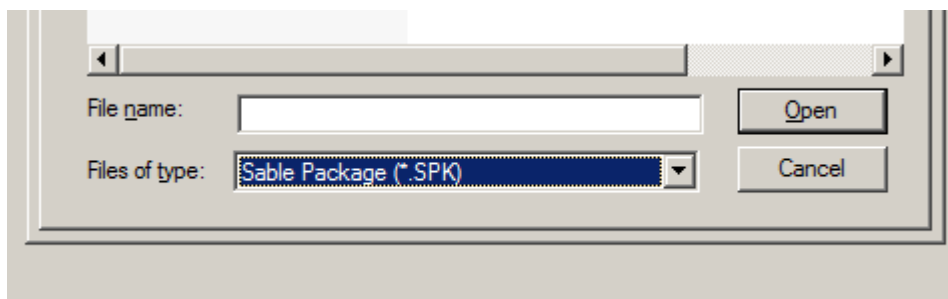 File name:
Open
Files of type:
Sable Package (*.SPK)
Cancel